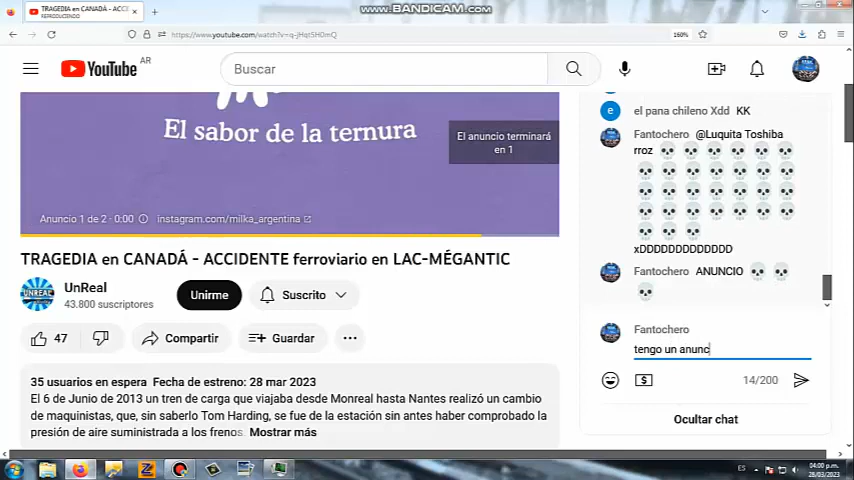 www.BANDICAM.com
TRAGEDIA en CANADÁ - ACCI
REPRODUCIENDO
https://www.youtube.com/watch?v=q-jHqtSH0mQ
160%
YouTube AR
Buscar
El sabor de la ternura
El anuncio terminará
en 1
Anuncio 1 de 2 · 0:00
instagram.com/milka_argentina
TRAGEDIA en CANADÁ - ACCIDENTE ferroviario en LAC-MÉGANTIC
UNREAL
UnReal
43.800 suscriptores
Unirme
Suscrito
47
Compartir
Guardar
35 usuarios en espera Fecha de estreno: 28 mar 2023
El 6 de Junio de 2013 un tren de carga que viajaba desde Monreal hasta Nantes realizó un cambio
de maquinistas, que, sin saberlo Tom Harding, se fue de la estación sin antes haber comprobado la
presión de aire suministrada a los frenos. Mostrar más
e
el pana chileno Xdd KK
Fantochero @Luquita Toshiba
rroz 💀💀💀💀💀💀
💀💀💀💀💀💀💀
💀💀💀💀💀💀💀
💀💀💀💀💀💀💀
💀💀💀
xDDDDDDDDDDDDD
Fantochero ANUNCIO 💀💀
💀
Fantochero
tengo un anunc
14/200
Ocultar chat
ES
04:00 p.m.
28/03/2023